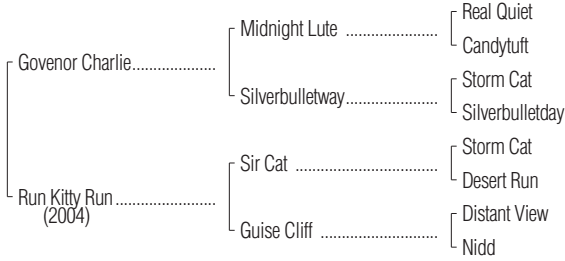 Real Quiet
Midnight Lute ........................
Candytuft
Govenor Charlie.....................
Storm Cat
Silverbulletway........................
Silverbulletday
Storm Cat
Sir Cat .....................................
Desert Run
Run Kitty Run .........................
(2004)
Distant View
Guise Cliff ..............................
Nidd